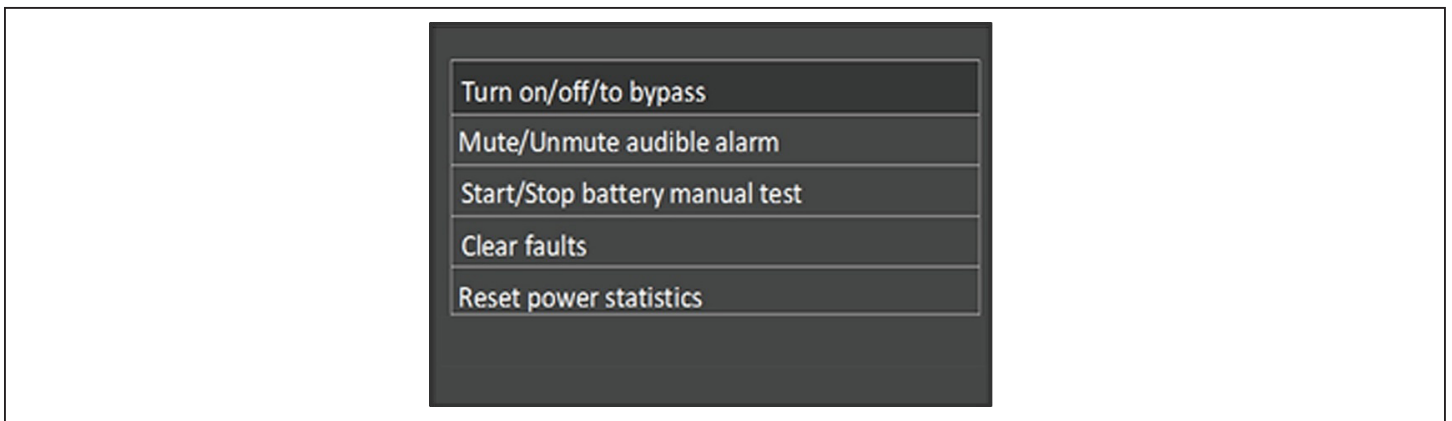 Turn on/off/to bypass
Mute/Unmute audible alarm
Start/Stop battery manual test
Clear faults
Reset power statistics